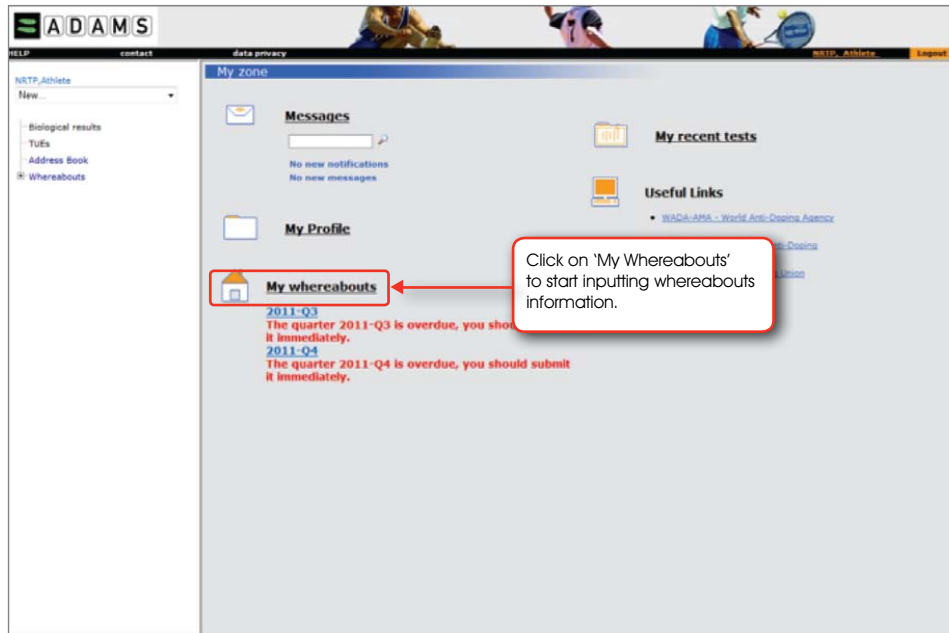 ADAMS
HELP contact data privacy NRTP, Athlete Logout
NRTP,Athlete
New...
Biological results
TUEs
Address Book
Whereabouts
My zone
Messages
No new notifications
No new messages
My Profile
My whereabouts
2011-Q3
The quarter 2011-Q3 is overdue, you shou
it immediately.
2011-Q4
The quarter 2011-Q4 is overdue, you should submit
it immediately.
My recent tests
Useful Links
WADA-AMA - World Anti-Doping Agency
ti-Doping
Union
Click on ‘My Whereabouts’
to start inputting whereabouts
information.